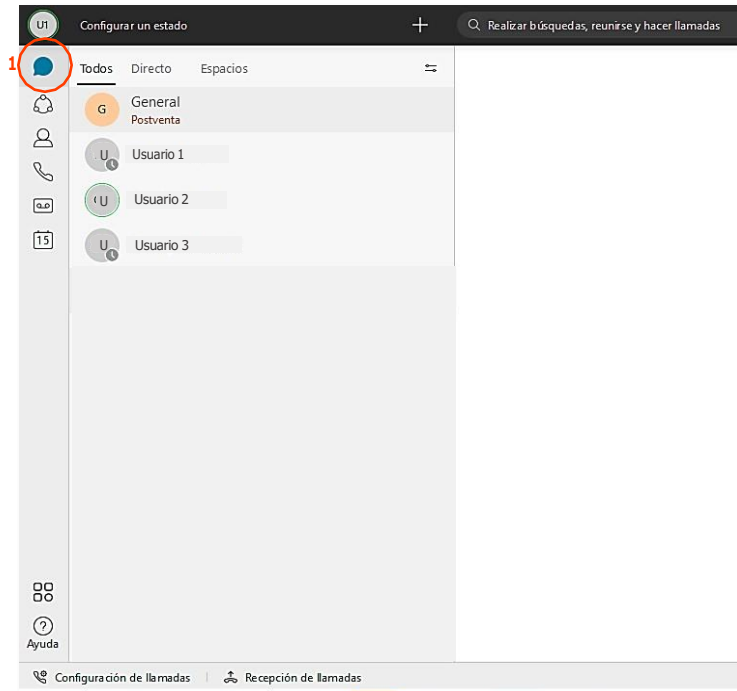 U1 Configurar un estado + Realizar búsquedas, reunirse y hacer llamadas
1
Todos Directo Espacios
G General
Postventa
U Usuario 1
U Usuario 2
15
U Usuario 3
?
Ayuda
Configuración de llamadas Recepción de llamadas